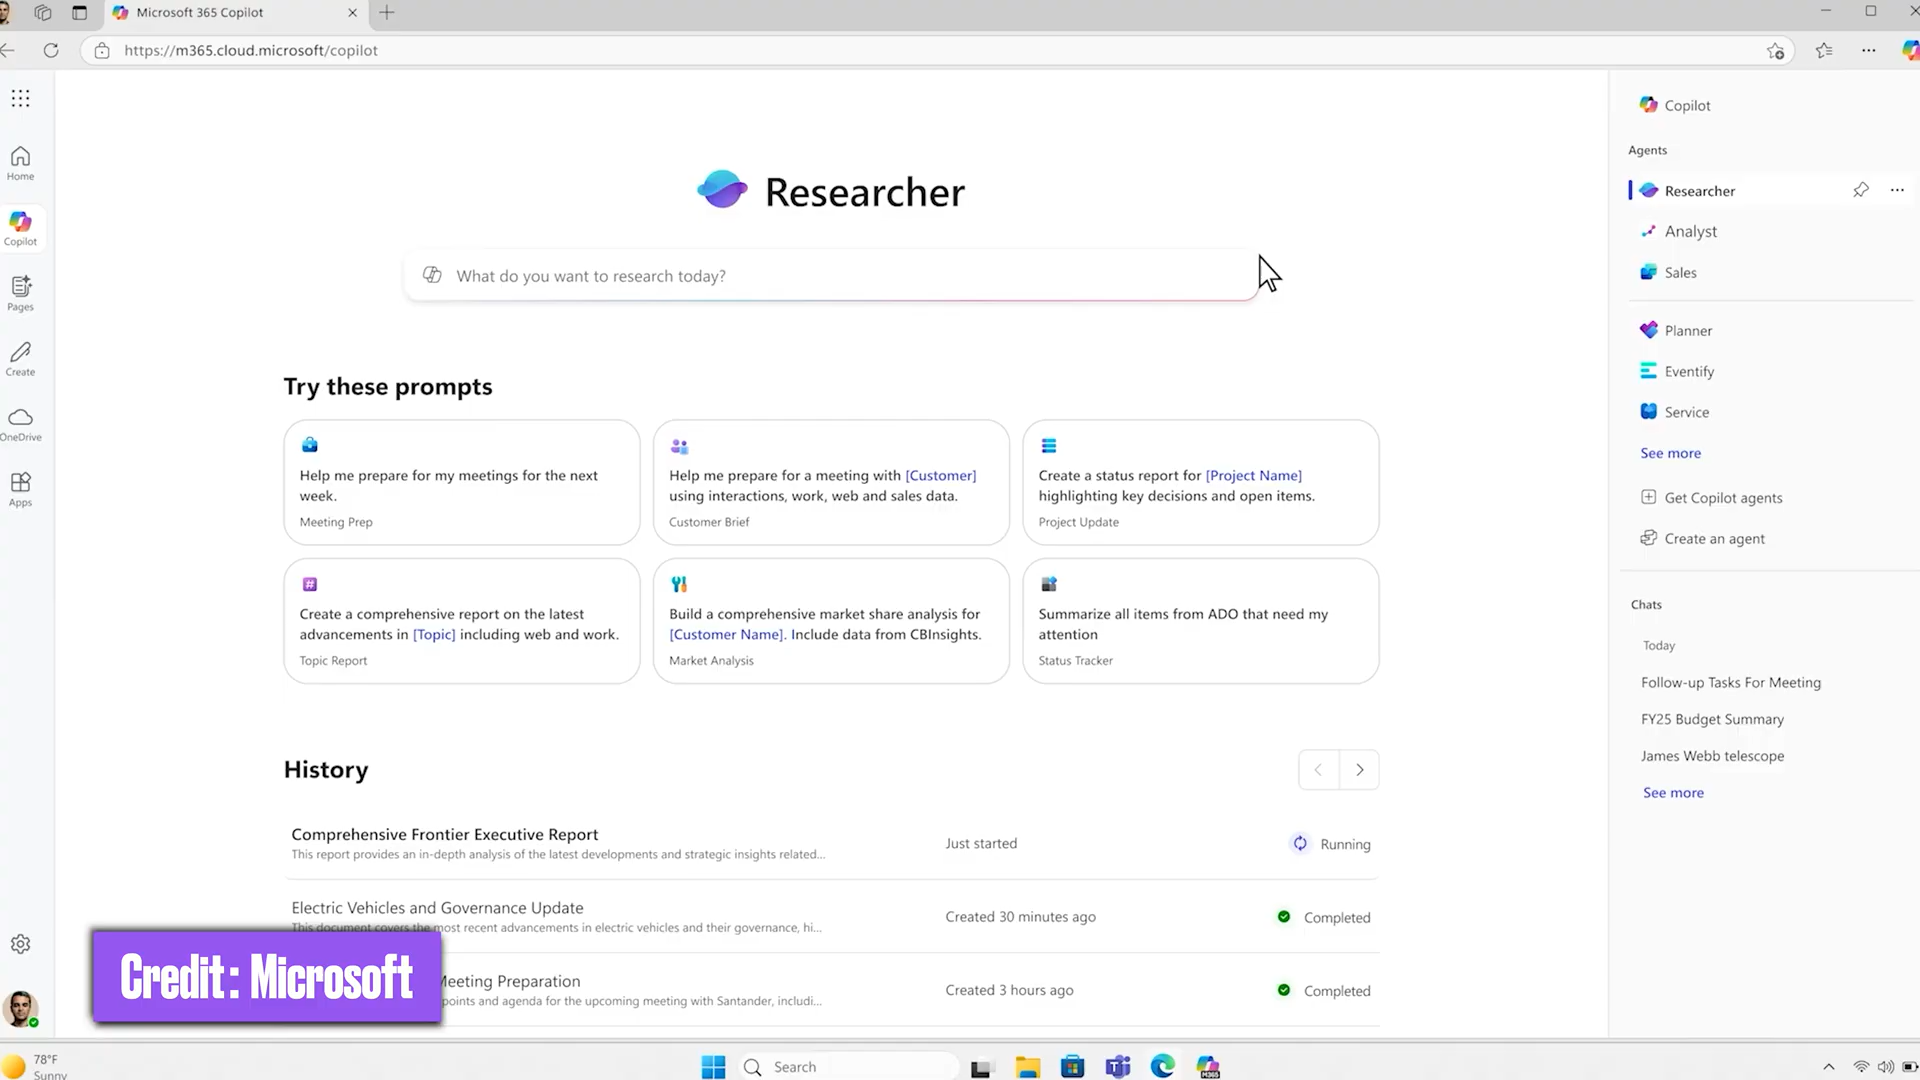 Microsoft 365 Copilot
https://m365.cloud.microsoft/copilot
Home
Copilot
Pages
Create
OneDrive
Apps
Researcher
What do you want to research today?
Try these prompts
Help me prepare for my meetings for the next
week.
Meeting Prep
Help me prepare for a meeting with [Customer]
using interactions, work, web and sales data.
Customer Brief
Create a status report for [Project Name]
highlighting key decisions and open items.
Project Update
Create a comprehensive report on the latest
advancements in [Topic] including web and work.
Topic Report
Build a comprehensive market share analysis for
[Customer Name]. Include data from CBInsights.
Market Analysis
Summarize all items from ADO that need my
attention
Status Tracker
History
Comprehensive Frontier Executive Report
This report provides an in-depth analysis of the latest developments and strategic insights related...
Just started
Running
Electric Vehicles and Governance Update
This document covers the most recent advancements in electric vehicles and their governance, hi...
Created 30 minutes ago
Completed
Meeting Preparation
points and agenda for the upcoming meeting with Santander, includi...
Created 3 hours ago
Completed
Credit: Microsoft
Copilot
Agents
Researcher
Analyst
Sales
Planner
Eventify
Service
See more
Get Copilot agents
Create an agent
Chats
Today
Follow-up Tasks For Meeting
FY25 Budget Summary
James Webb telescope
See more
78°F
Sunny
Search
M365